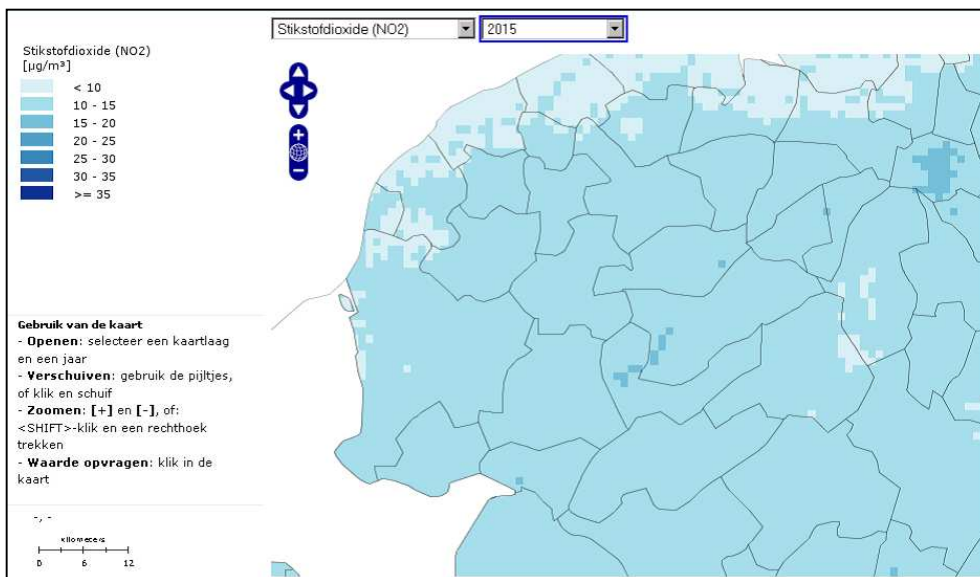 Stikstofdioxide (NO2)
2015
Stikstofdioxide (NO2)
[µg/m³]
< 10
10 - 15
15 - 20
20 - 25
25 - 30
30 - 35
>= 35
Gebruik van de kaart
- Openen: selecteer een kaartlaag
en een jaar
- Verschuiven: gebruik de pijltjes,
of klik en schuif
- Zoomen: [+] en [-], of:
<SHIFT>-klik en een rechthoek
trekken
- Waarde opvragen: klik in de
kaart
-, -
kilometers
0 6 12